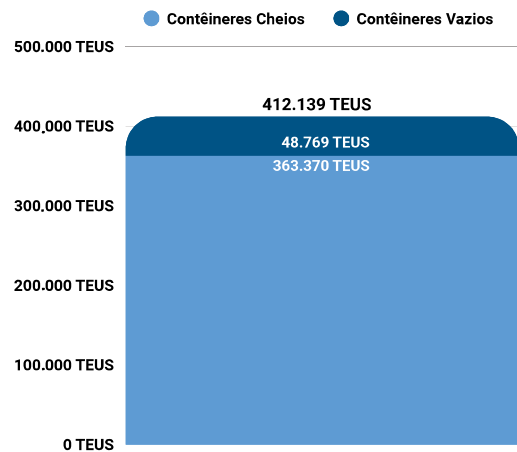 Contêineres Cheios
Contêineres Vazios
500.000 TEUS
412.139 TEUS
400.000 TEUS
48.769 TEUS
363.370 TEUS
300.000 TEUS
200.000 TEUS
100.000 TEUS
0 TEUS